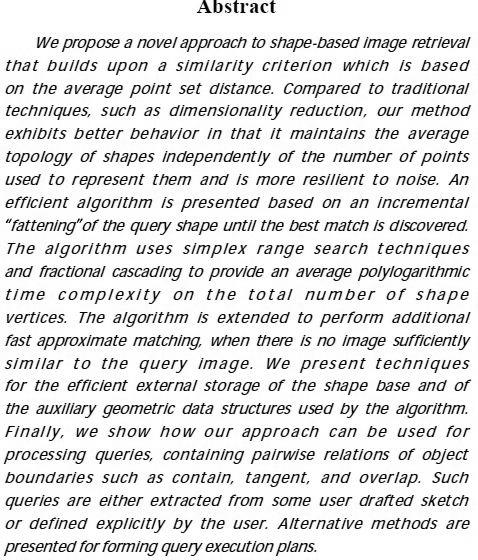 Abstract
We propose a novel approach to shape-based image retrieval
that builds upon a similarity criterion which is based
on the average point set distance. Compared to traditional
techniques, such as dimensionality reduction, our method
exhibits better behavior in that it maintains the average
topology of shapes independently of the number of points
used to represent them and is more resilient to noise. An
efficient algorithm is presented based on an incremental
"fattening"of the query shape until the best match is discovered.
The algorithm uses simplex range search techniques
and fractional cascading to provide an average polylogarithmic
time complexity on the total number of shape
vertices. The algorithm is extended to perform additional
fast approximate matching, when there is no image sufficiently
similar to the query image. We present techniques
for the efficient external storage of the shape base and of
the auxiliary geometric data structures used by the algorithm.
Finally, we show how our approach can be used for
processing queries, containing pairwise relations of object
boundaries such as contain, tangent, and overlap. Such
queries are either extracted from some user drafted sketch
or defined explicitly by the user. Alternative methods are
presented for forming query execution plans.